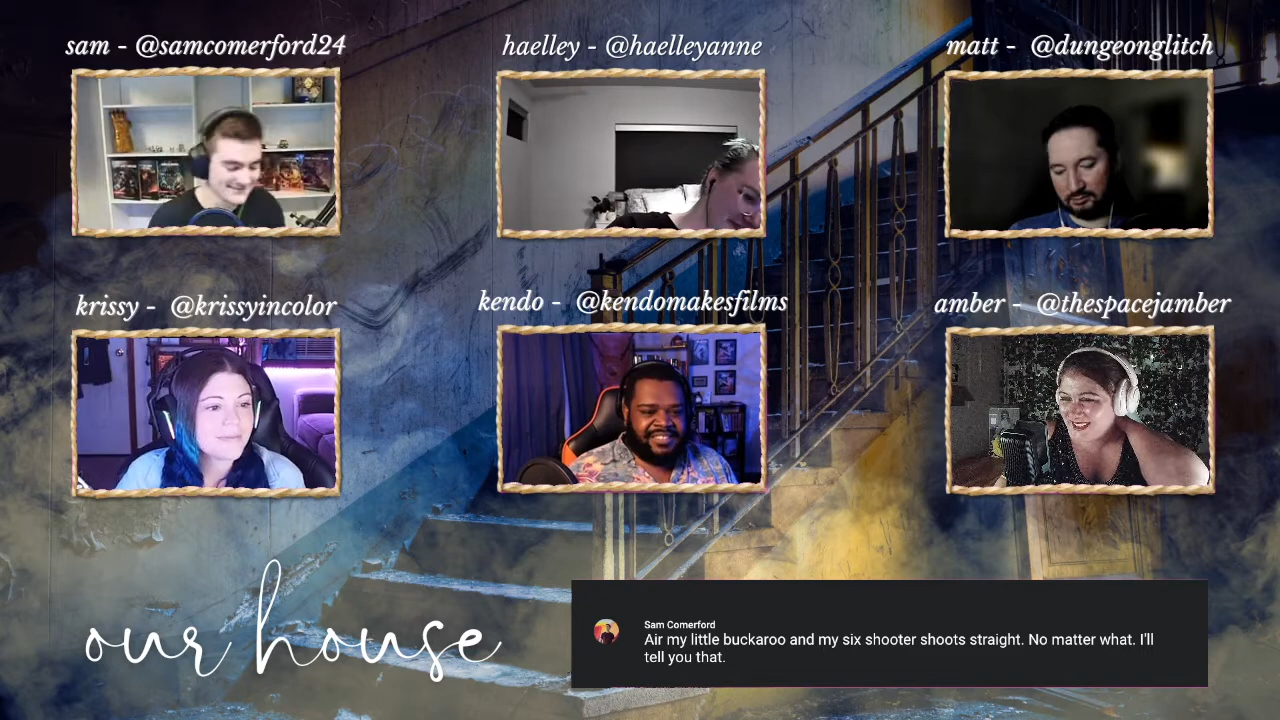 sam - @samcomerford24
haelley - @haelleyanne
matt - @dungeonglitch
krissy - @krissyincolor
kendo - @kendomakesfilms
amber - @thespacejamber
our house
Sam Comerford
Air my little buckaroo and my six shooter shoots straight. No matter what. I'll
tell you that.